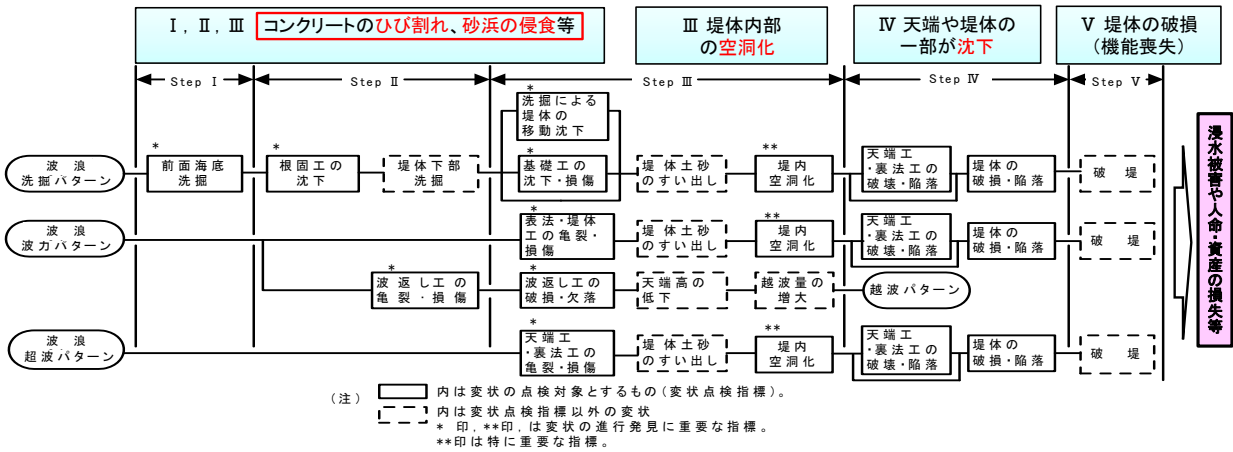 Ⅰ,Ⅱ,Ⅲ コンクリートのひび割れ、砂浜の侵食等
Ⅲ 堤体内部
の空洞化
Ⅳ 天端や堤体の
一部が沈下
Ⅴ 堤体の破損
(機能喪失)
Step Ⅰ
Step Ⅱ
Step Ⅲ
Step Ⅳ
Step Ⅴ
*
洗掘による
堤体の
移動沈下
波 浪
洗掘パターン
*
前面海底
洗掘
*
根固工の
沈下
堤体下部
洗掘
*
基礎工の
沈下・損傷
堤体土砂
のすい出し
**
堤内
空洞化
天端工
・裏法工の
破壊・陥落
堤体の
破損・陥落
破 堤
波 浪
波力パターン
*
表法・堤体
工の亀裂・
損傷
堤体土砂
のすい出し
**
堤内
空洞化
天端工
・裏法工の
破壊・陥落
堤体の
破損・陥落
破 堤
*
波返し工の
亀裂・損傷
*
波返し工の
破損・欠落
天端高の
低下
越波量の
増大
越波パターン
波 浪
超波パターン
*
天端工
・裏法工の
亀裂・損傷
堤体土砂
のすい出し
**
堤内
空洞化
天端工
・裏法工の
破壊・陥落
堤体の
破損・陥落
破 堤
浸水被害や人命・資産の損失等
(注) 内は変状の点検対象とするもの(変状点検指標)。
内は変状点検指標以外の変状
* 印,**印,は変状の進行発見に重要な指標。
**印は特に重要な指標。